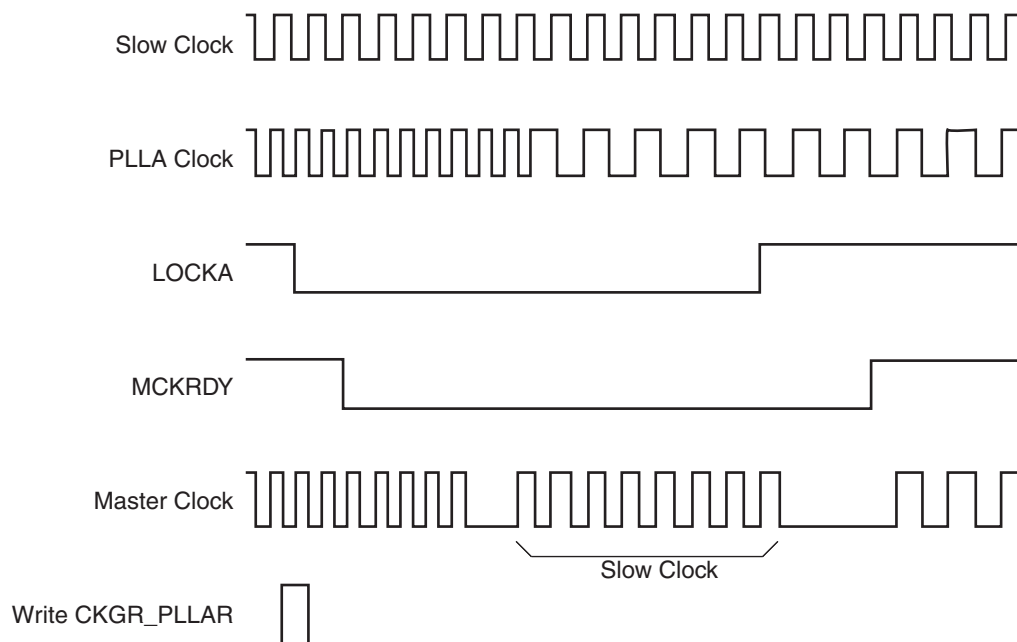 Slow Clock
PLLA Clock
LOCKA
MCKRDY
Master Clock
Slow Clock
Write CKGR_PLLAR